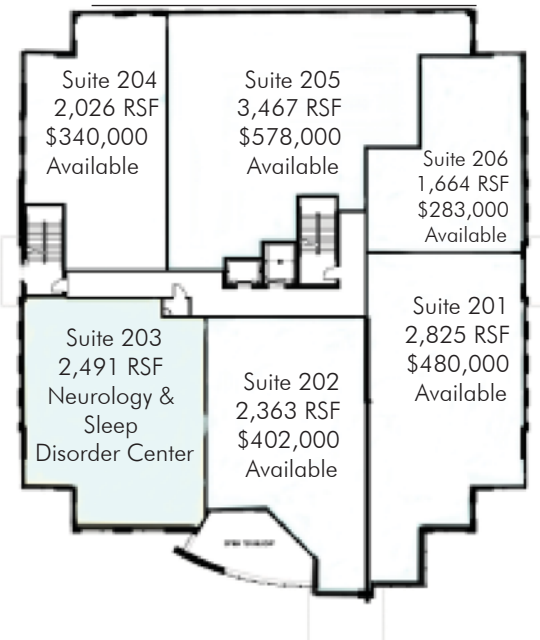 Suite 204
2,026 RSF
$340,000
Available
Suite 205
3,467 RSF
$578,000
Available
Suite 206
1,664 RSF
$283,000
Available
Suite 203
2,491 RSF
Neurology &
Sleep
Disorder Center
Suite 202
2,363 RSF
$402,000
Available
Suite 201
2,825 RSF
$480,000
Available